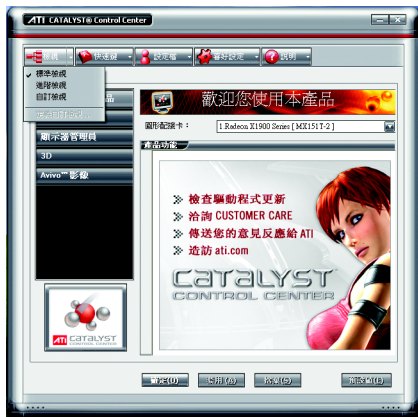 ATI CATALYST® Control Center
檢視 快速鍵 設定檔 喜好設定 說明
標準檢視
進階檢視
自訂檢視
品
歡迎您使用本產品
圖形配接卡：
1.Radeon X1900 Series [ MX151T-2 ]
顯示器管理員
產品功能
3D
Avivo™ 影像
檢查驅動程式更新
洽詢 CUSTOMER CARE
傳送您的意見反應給 ATI
造訪 ati.com
CATALYST
CONTROL CENTER
ATI CATALYST
CONTROL CENTER
確定(O) 套用(A)
預設值(E)